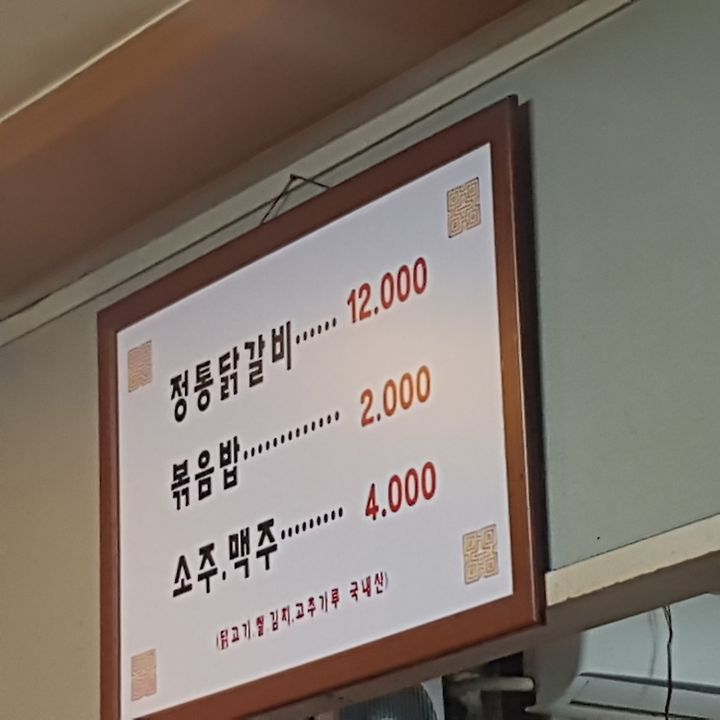 정통닭갈비...... 12.000
볶음밥............. 2.000
소주.맥주......... 4.000
(닭고기.쌀.김치.고추가루 국내산)